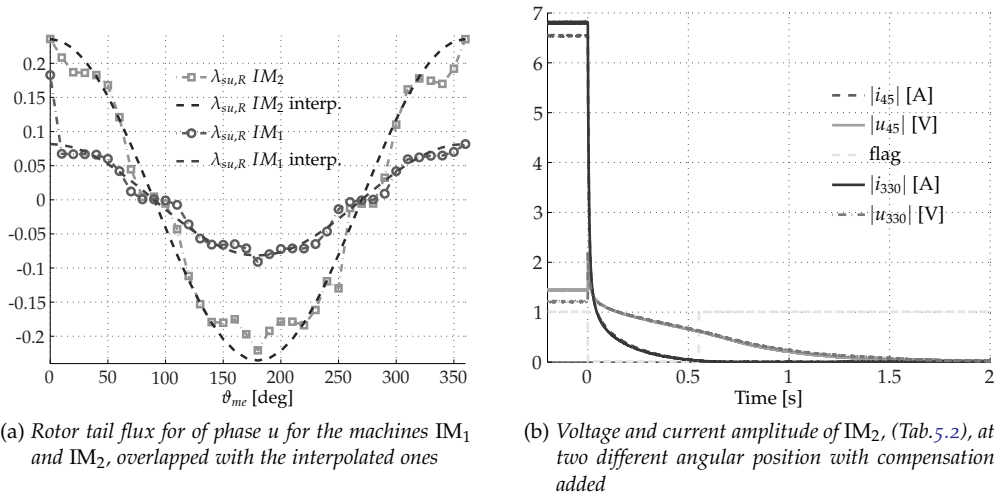 0.2
0.15
0.1
0.05
0
-0.05
-0.1
-0.15
-0.2
0 50 100 150 200 250 300 350
ϑme [deg]
λsu,R IM2
λsu,R IM2 interp.
λsu,R IM1
λsu,R IM1 interp.
(a) Rotor tail flux for of phase u for the machines IM1
and IM2, overlapped with the interpolated ones
7
6
5
4
3
2
1
0
0 0.5 1 1.5 2
Time [s]
|i45| [A]
|u45| [V]
flag
|i330| [A]
|u330| [V]
(b) Voltage and current amplitude of IM2, (Tab.5.2), at
two different angular position with compensation
added